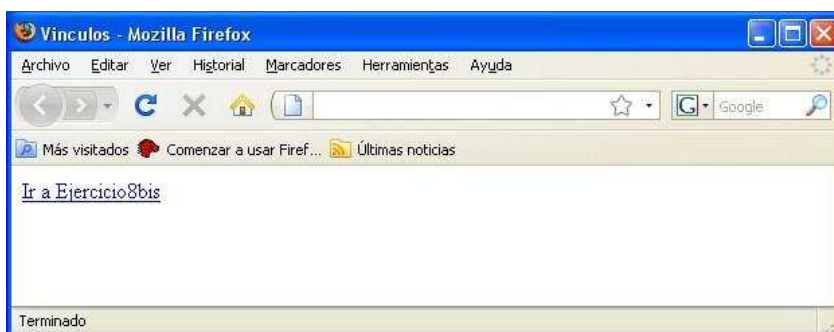 Vinculos - Mozilla Firefox
Archivo Editar Ver Historial Marcadores Herramientas Ayuda
G Google
Más visitados Comenzar a usar Firef... Últimas noticias
Ir a Ejercicio8bis
Terminado